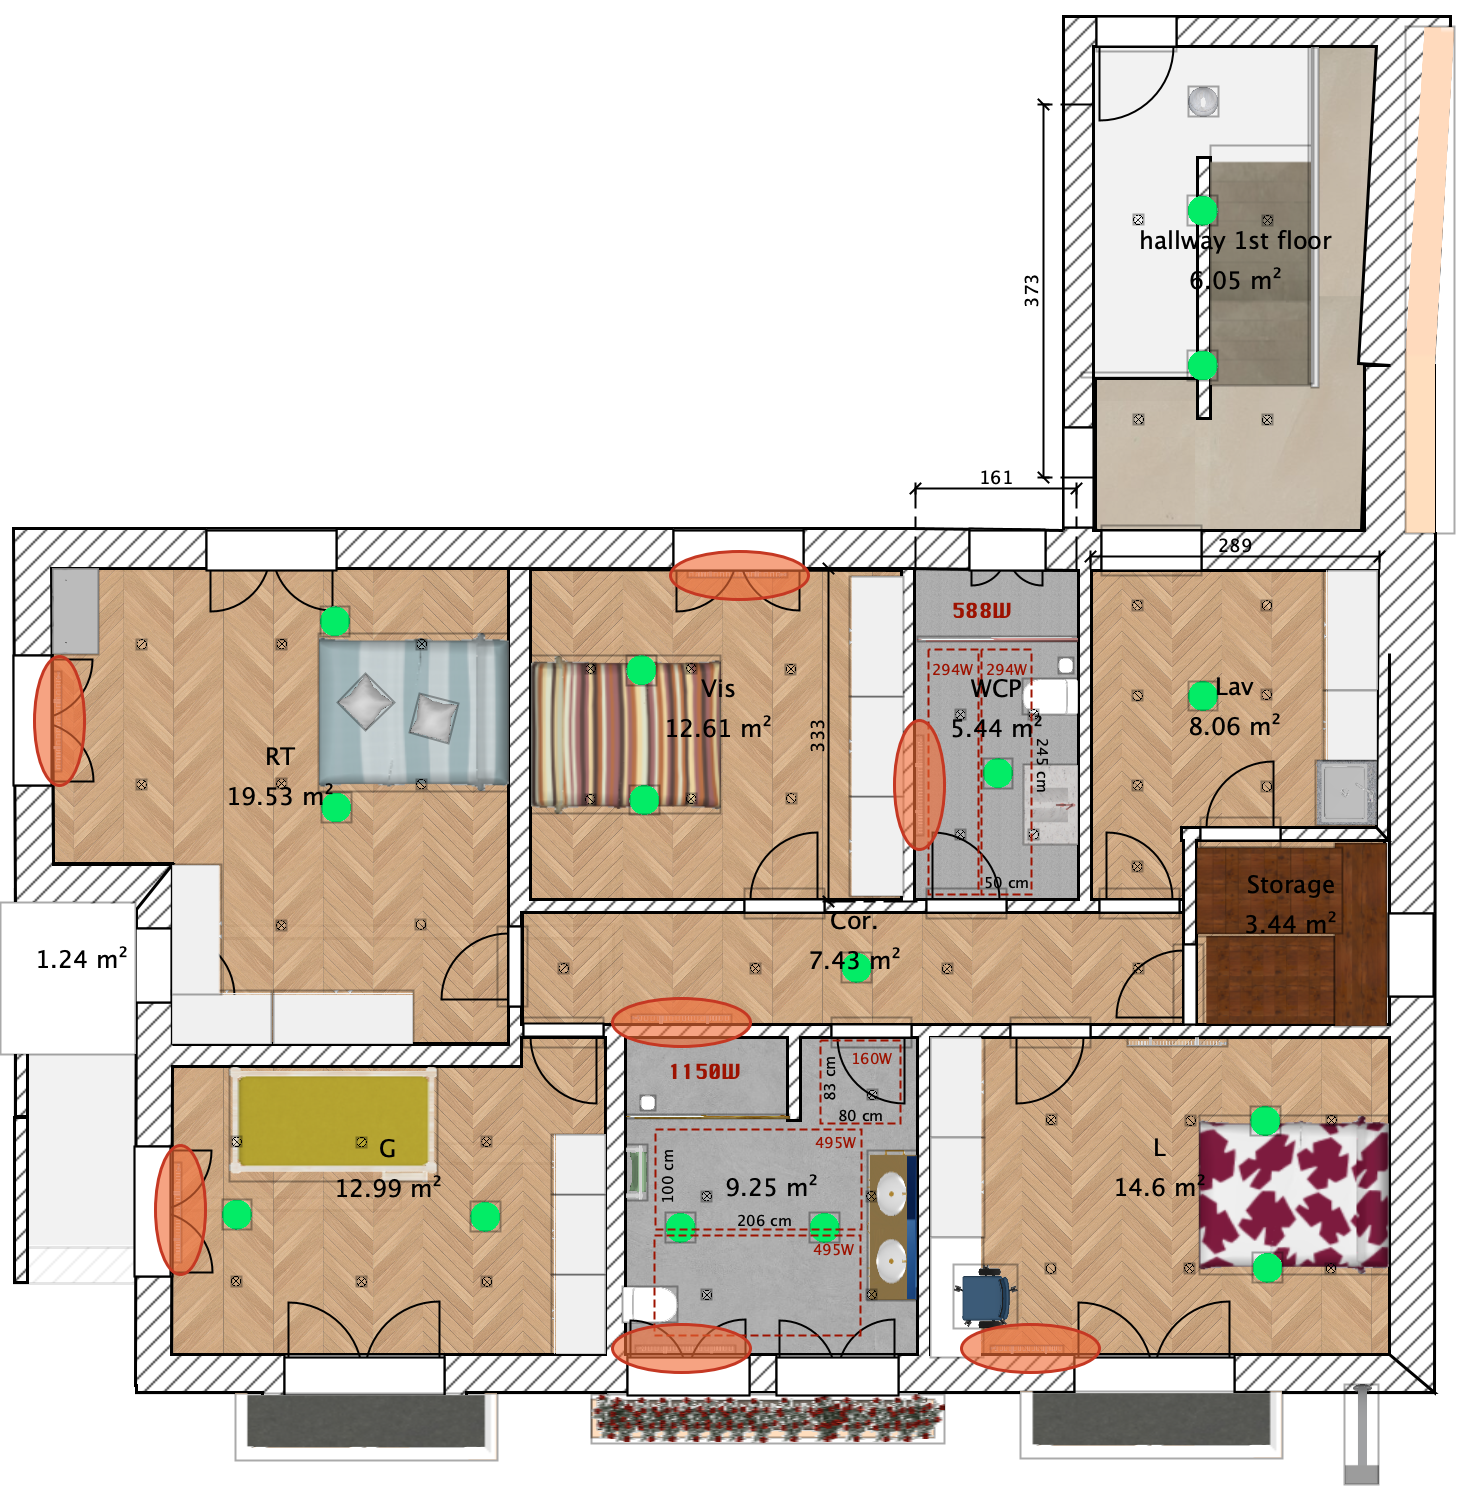 hallway 1st floor
6.05 m²
373
161
289
588W
294W 294W
WCP
5.44 m²
245 cm
50 cm
Vis
12.61 m²
333
Lav
8.06 m²
RT
19.53 m²
Storage
3.44 m²
Cor.
7.43 m²
1.24 m²
1150W
160W
83 cm
80 cm
495W
100 cm
9.25 m²
206 cm
495W
G
12.99 m²
L
14.6 m²